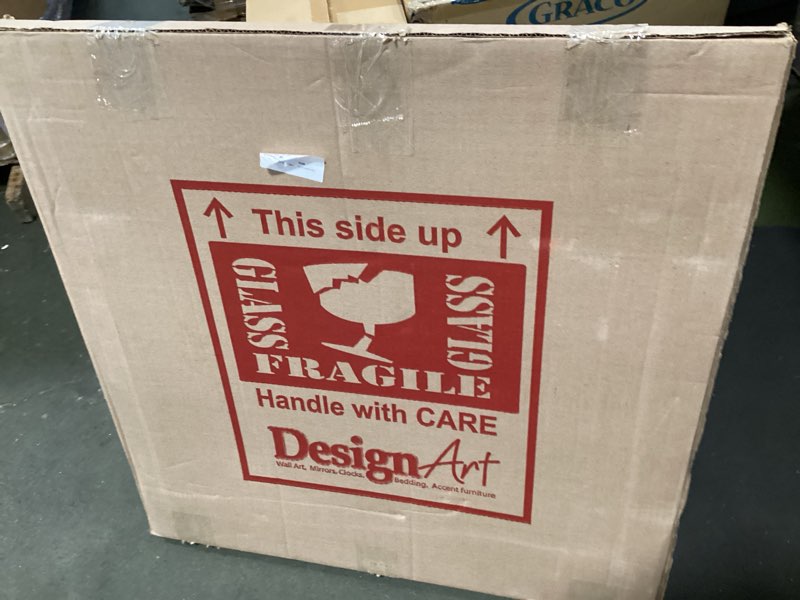 GRACO
This side up
GLASS
GLASS
FRAGILE
Handle with CARE
DesignArt
Wall Art, Mirrors, Clocks, Bedding, Accent furniture